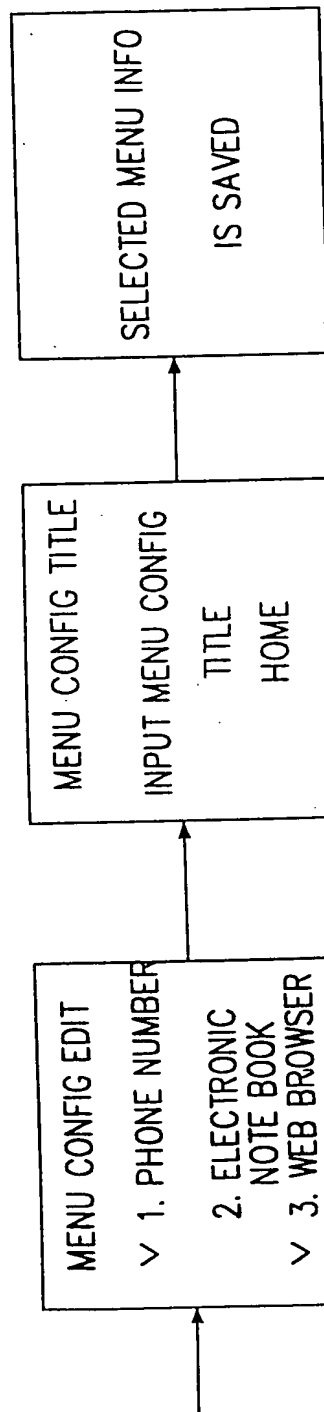 MENU CONFIG EDIT
∨ 1. PHONE NUMBER
2. ELECTRONIC
NOTE BOOK
∨ 3. WEB BROWSER
MENU CONFIG TITLE
INPUT MENU CONFIG
TITLE
HOME
SELECTED MENU INFO
IS SAVED